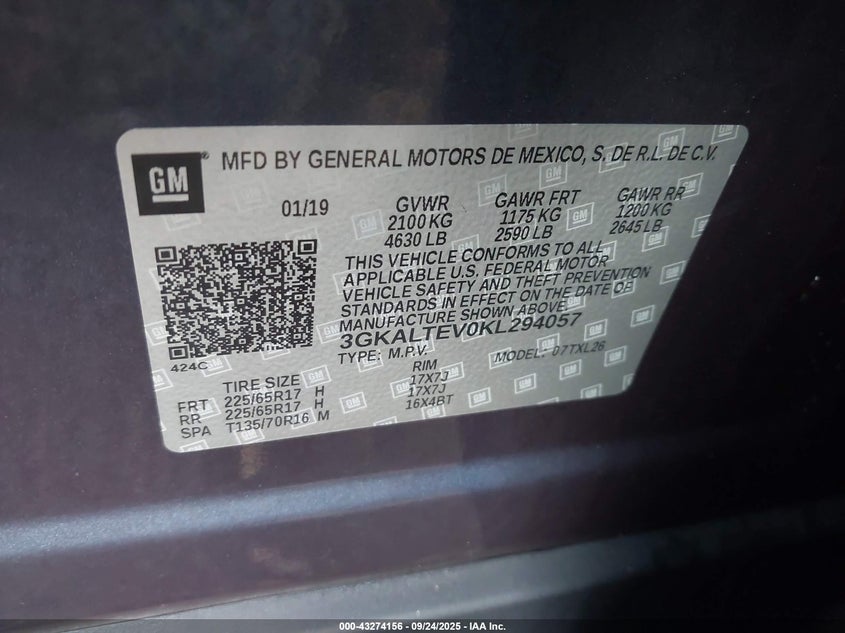 GM
MFD BY GENERAL MOTORS DE MEXICO, S. DE R.L. DE C.V.
01/19 GVWR GAWR FRT GAWR RR
2100 KG 1175 KG 1200 KG
4630 LB 2590 LB 2645 LB
THIS VEHICLE CONFORMS TO ALL
APPLICABLE U.S. FEDERAL MOTOR
VEHICLE SAFETY AND THEFT PREVENTION
STANDARDS IN EFFECT ON THE DATE OF
MANUFACTURE SHOWN ABOVE.
3GKALTEV0KL294057
TYPE: M.P.V. MODEL: 07TXL26
424C
TIRE SIZE RIM
FRT 225/65R17 H 17X7J
RR 225/65R17 H 17X7J
SPA T135/70R16 M 16X4BT
000-43274156 - 09/24/2025 - IAA Inc.